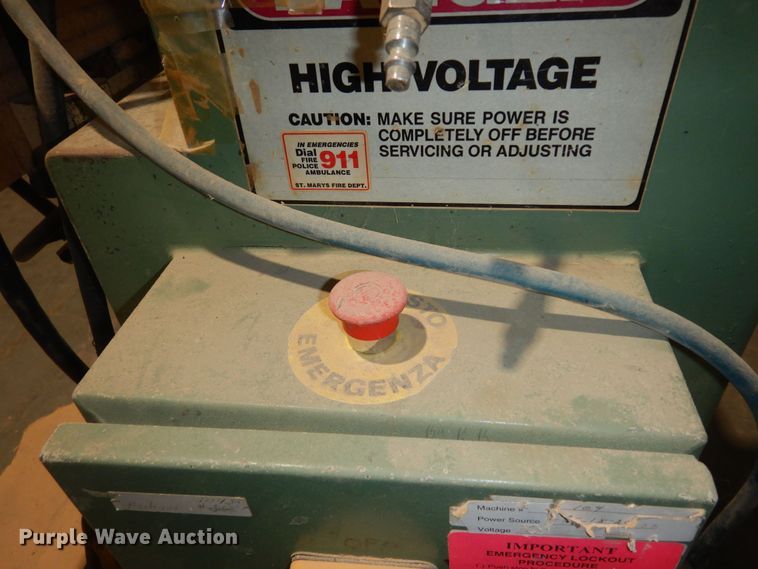 HIGH VOLTAGE
CAUTION: MAKE SURE POWER IS
COMPLETELY OFF BEFORE
SERVICING OR ADJUSTING
IN EMERGENCIES
Dial 911
FIRE
POLICE
AMBULANCE
ST. MARYS FIRE DEPT.
EMERGENZA
Machine #
Power Source
Voltage
IMPORTANT
EMERGENCY LOCKOUT
PROCEDURE
Purple Wave Auction